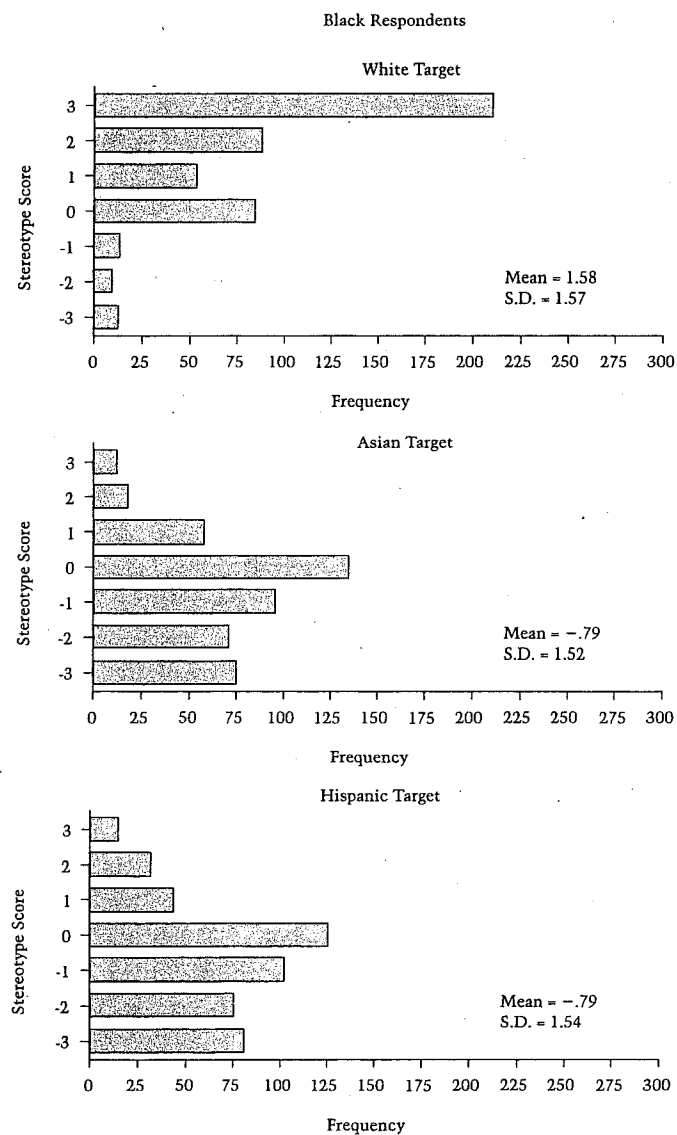 Black Respondents
White Target
Stereotype Score
3
2
1
0
-1
-2
-3
Mean = 1.58
S.D. = 1.57
0 25 50 75 100 125 150 175 200 225 250 275 300
Frequency
Asian Target
Stereotype Score
3
2
1
0
-1
-2
-3
Mean = -.79
S.D. = 1.52
0 25 50 75 100 125 150 175 200 225 250 275 300
Frequency
Hispanic Target
Stereotype Score
3
2
1
0
-1
-2
-3
Mean = -.79
S.D. = 1.54
0 25 50 75 100 125 150 175 200 225 250 275 300
Frequency